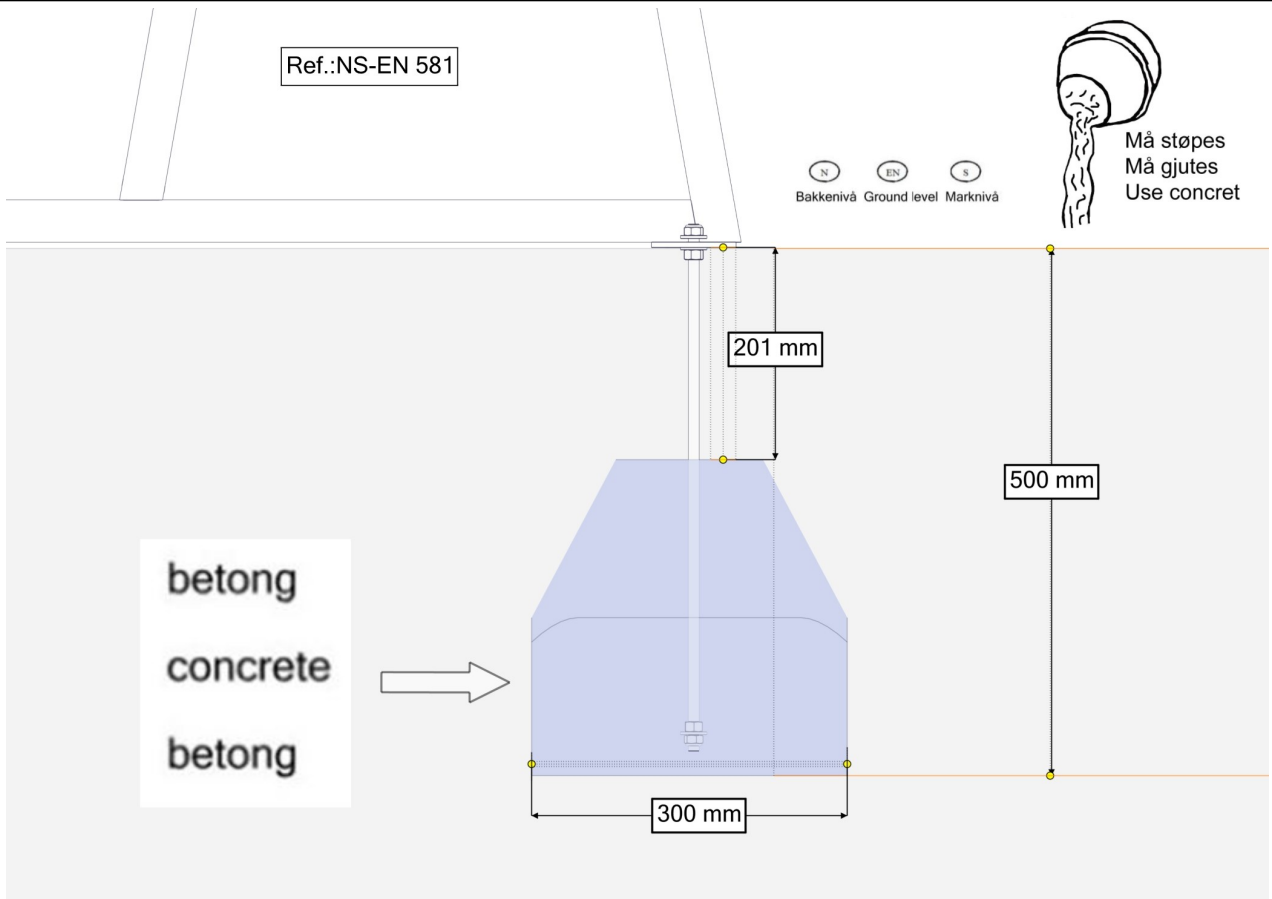 Ref.:NS-EN 581
Må støpes
Må gjutes
Use concret
N EN S
Bakkenivå Ground level Marknivå
201 mm
500 mm
betong
concrete
betong
300 mm